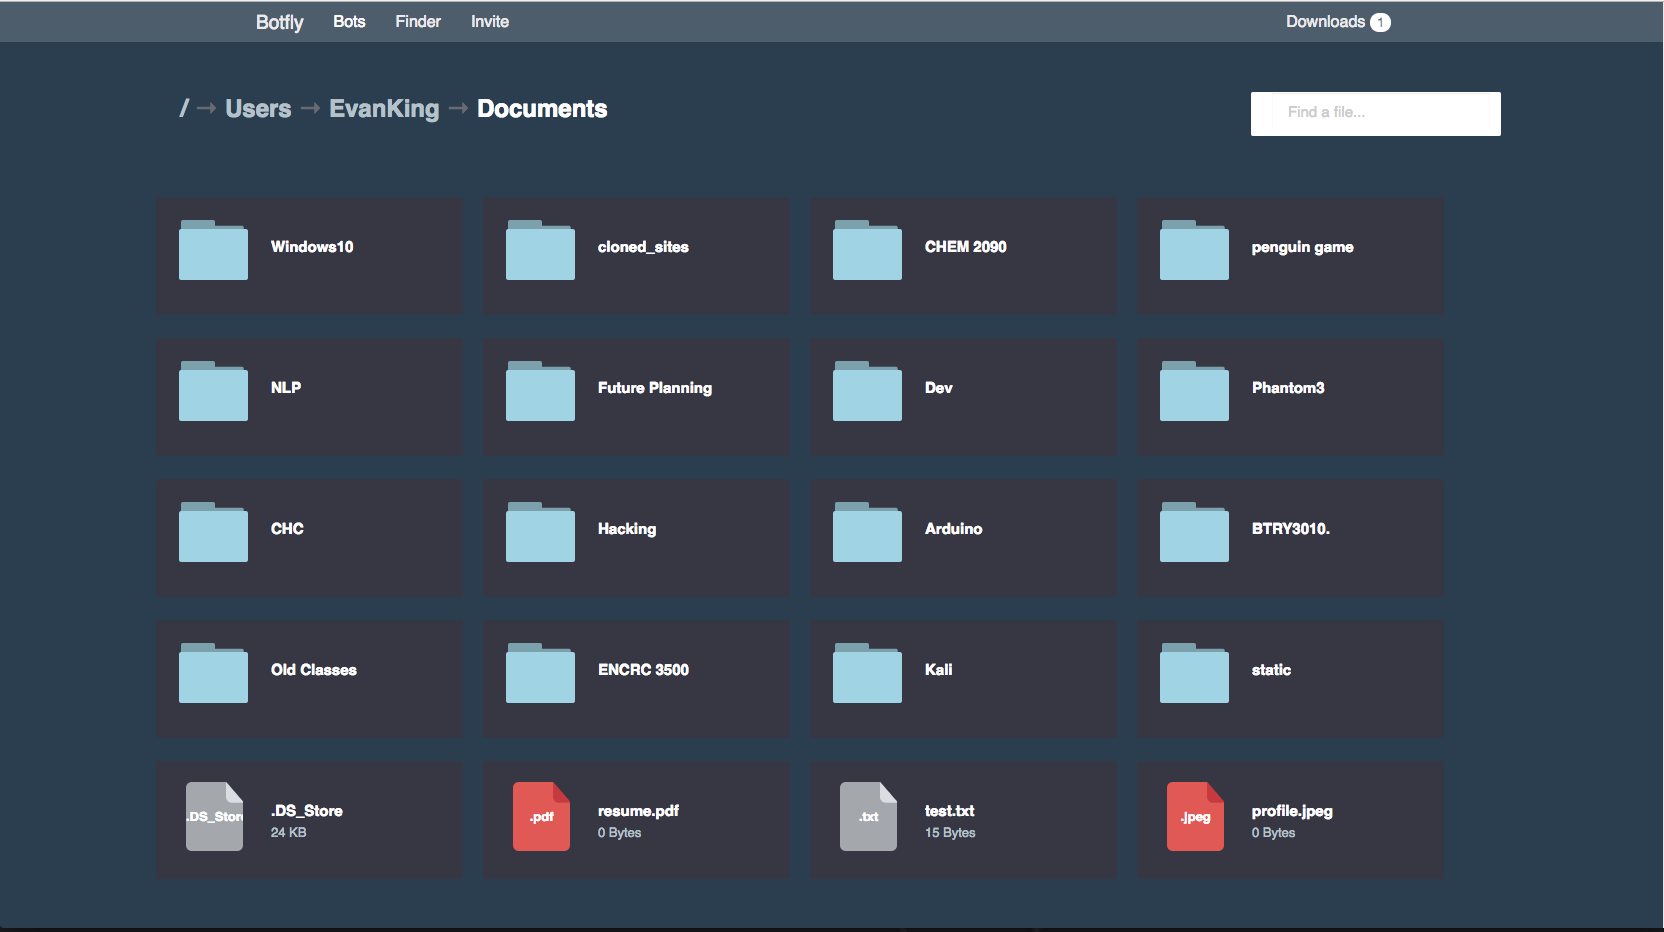 Botfly Bots Finder Invite Downloads 1
/ → Users → EvanKing → Documents
Find a file...
Windows10 cloned_sites CHEM 2090 penguin game
NLP Future Planning Dev Phantom3
CHC Hacking Arduino BTRY3010.
Old Classes ENCRC 3500 Kali static
.DS_Store .DS_Store .pdf resume.pdf .txt test.txt .jpeg profile.jpeg
24 KB 0 Bytes 15 Bytes 0 Bytes